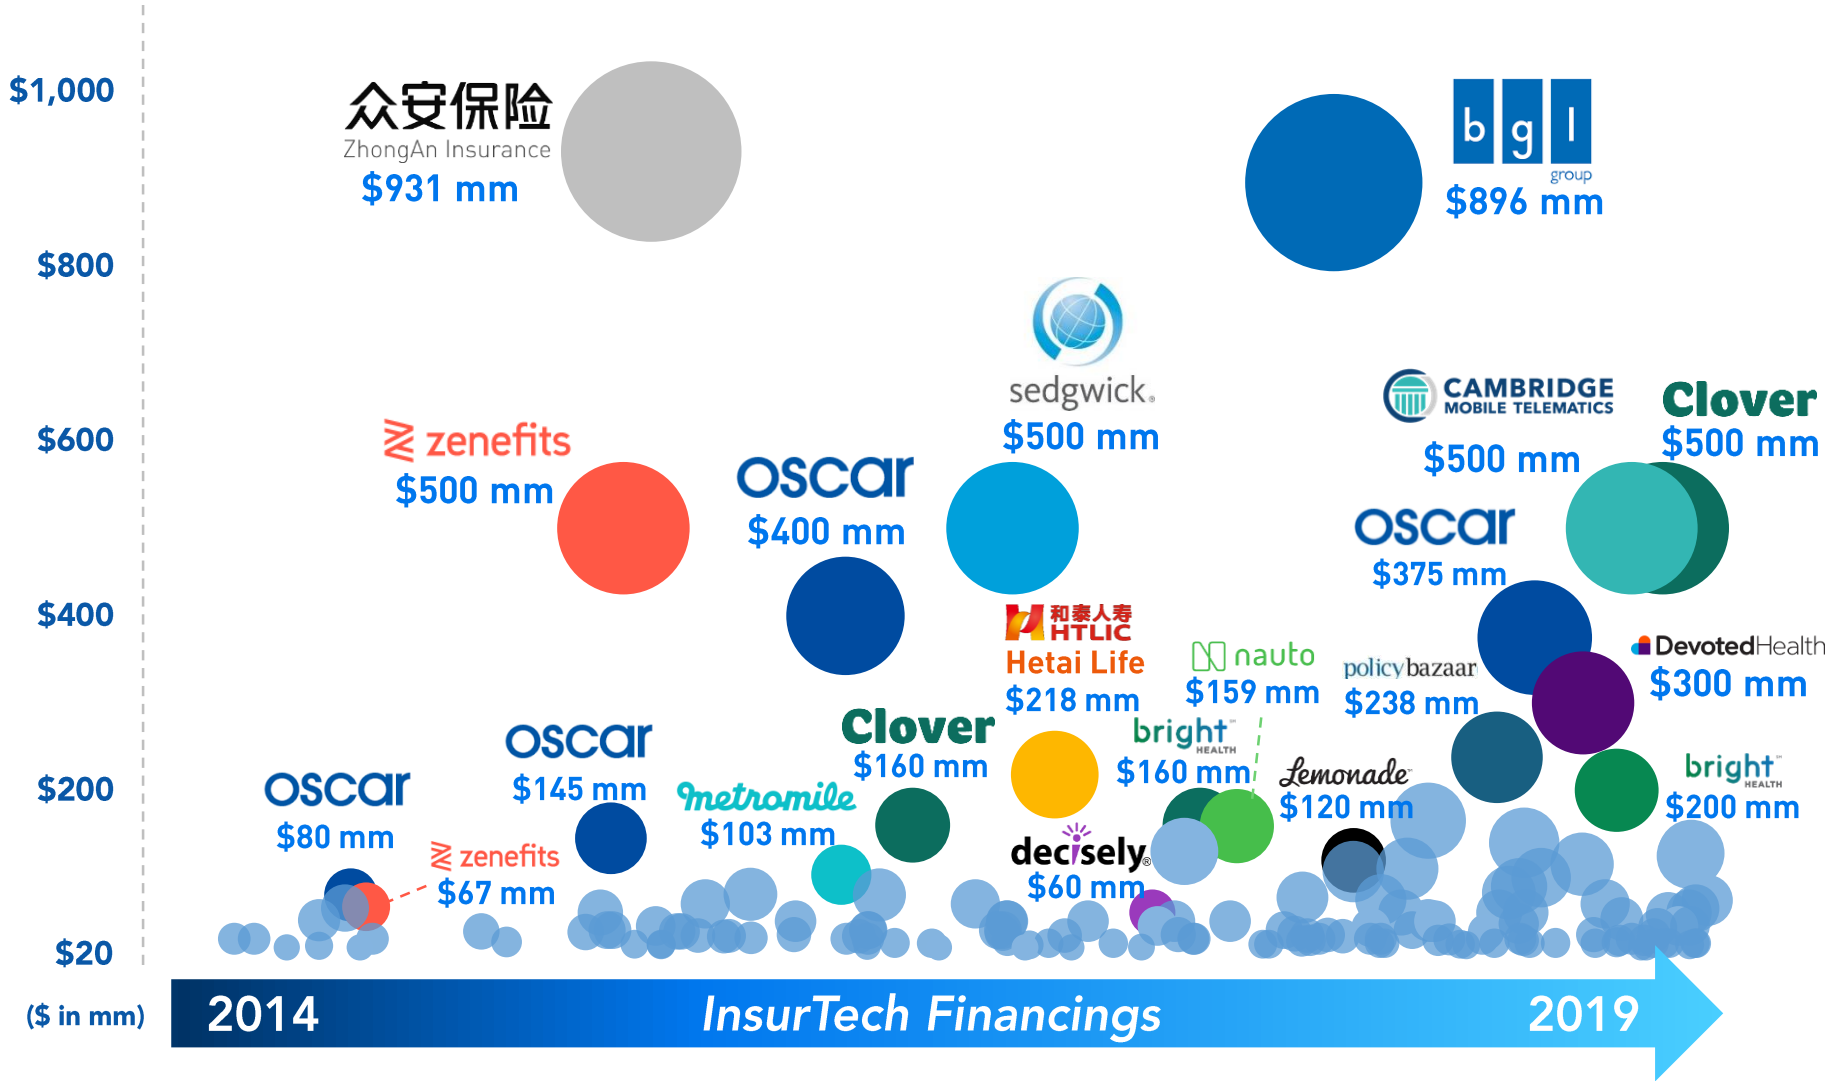 $1,000
$800
$600
$400
$200
$20
($ in mm)
众安保险
ZhongAn Insurance
$931 mm
b g l
group
$896 mm
sedgwick®
$500 mm
CAMBRIDGE
MOBILE TELEMATICS
$500 mm
Clover
$500 mm
zenefits
$500 mm
oscar
$400 mm
oscar
$375 mm
和泰人寿
HTLIC
Hetai Life
$218 mm
nauto
$159 mm
policybazaar
$238 mm
DevotedHealth
$300 mm
oscar
$145 mm
Clover
$160 mm
bright™
HEALTH
$160 mm
Lemonade™
$120 mm
bright™
HEALTH
$200 mm
oscar
$80 mm
metromile
$103 mm
zenefits
$67 mm
decisely®
$60 mm
2014
InsurTech Financings
2019